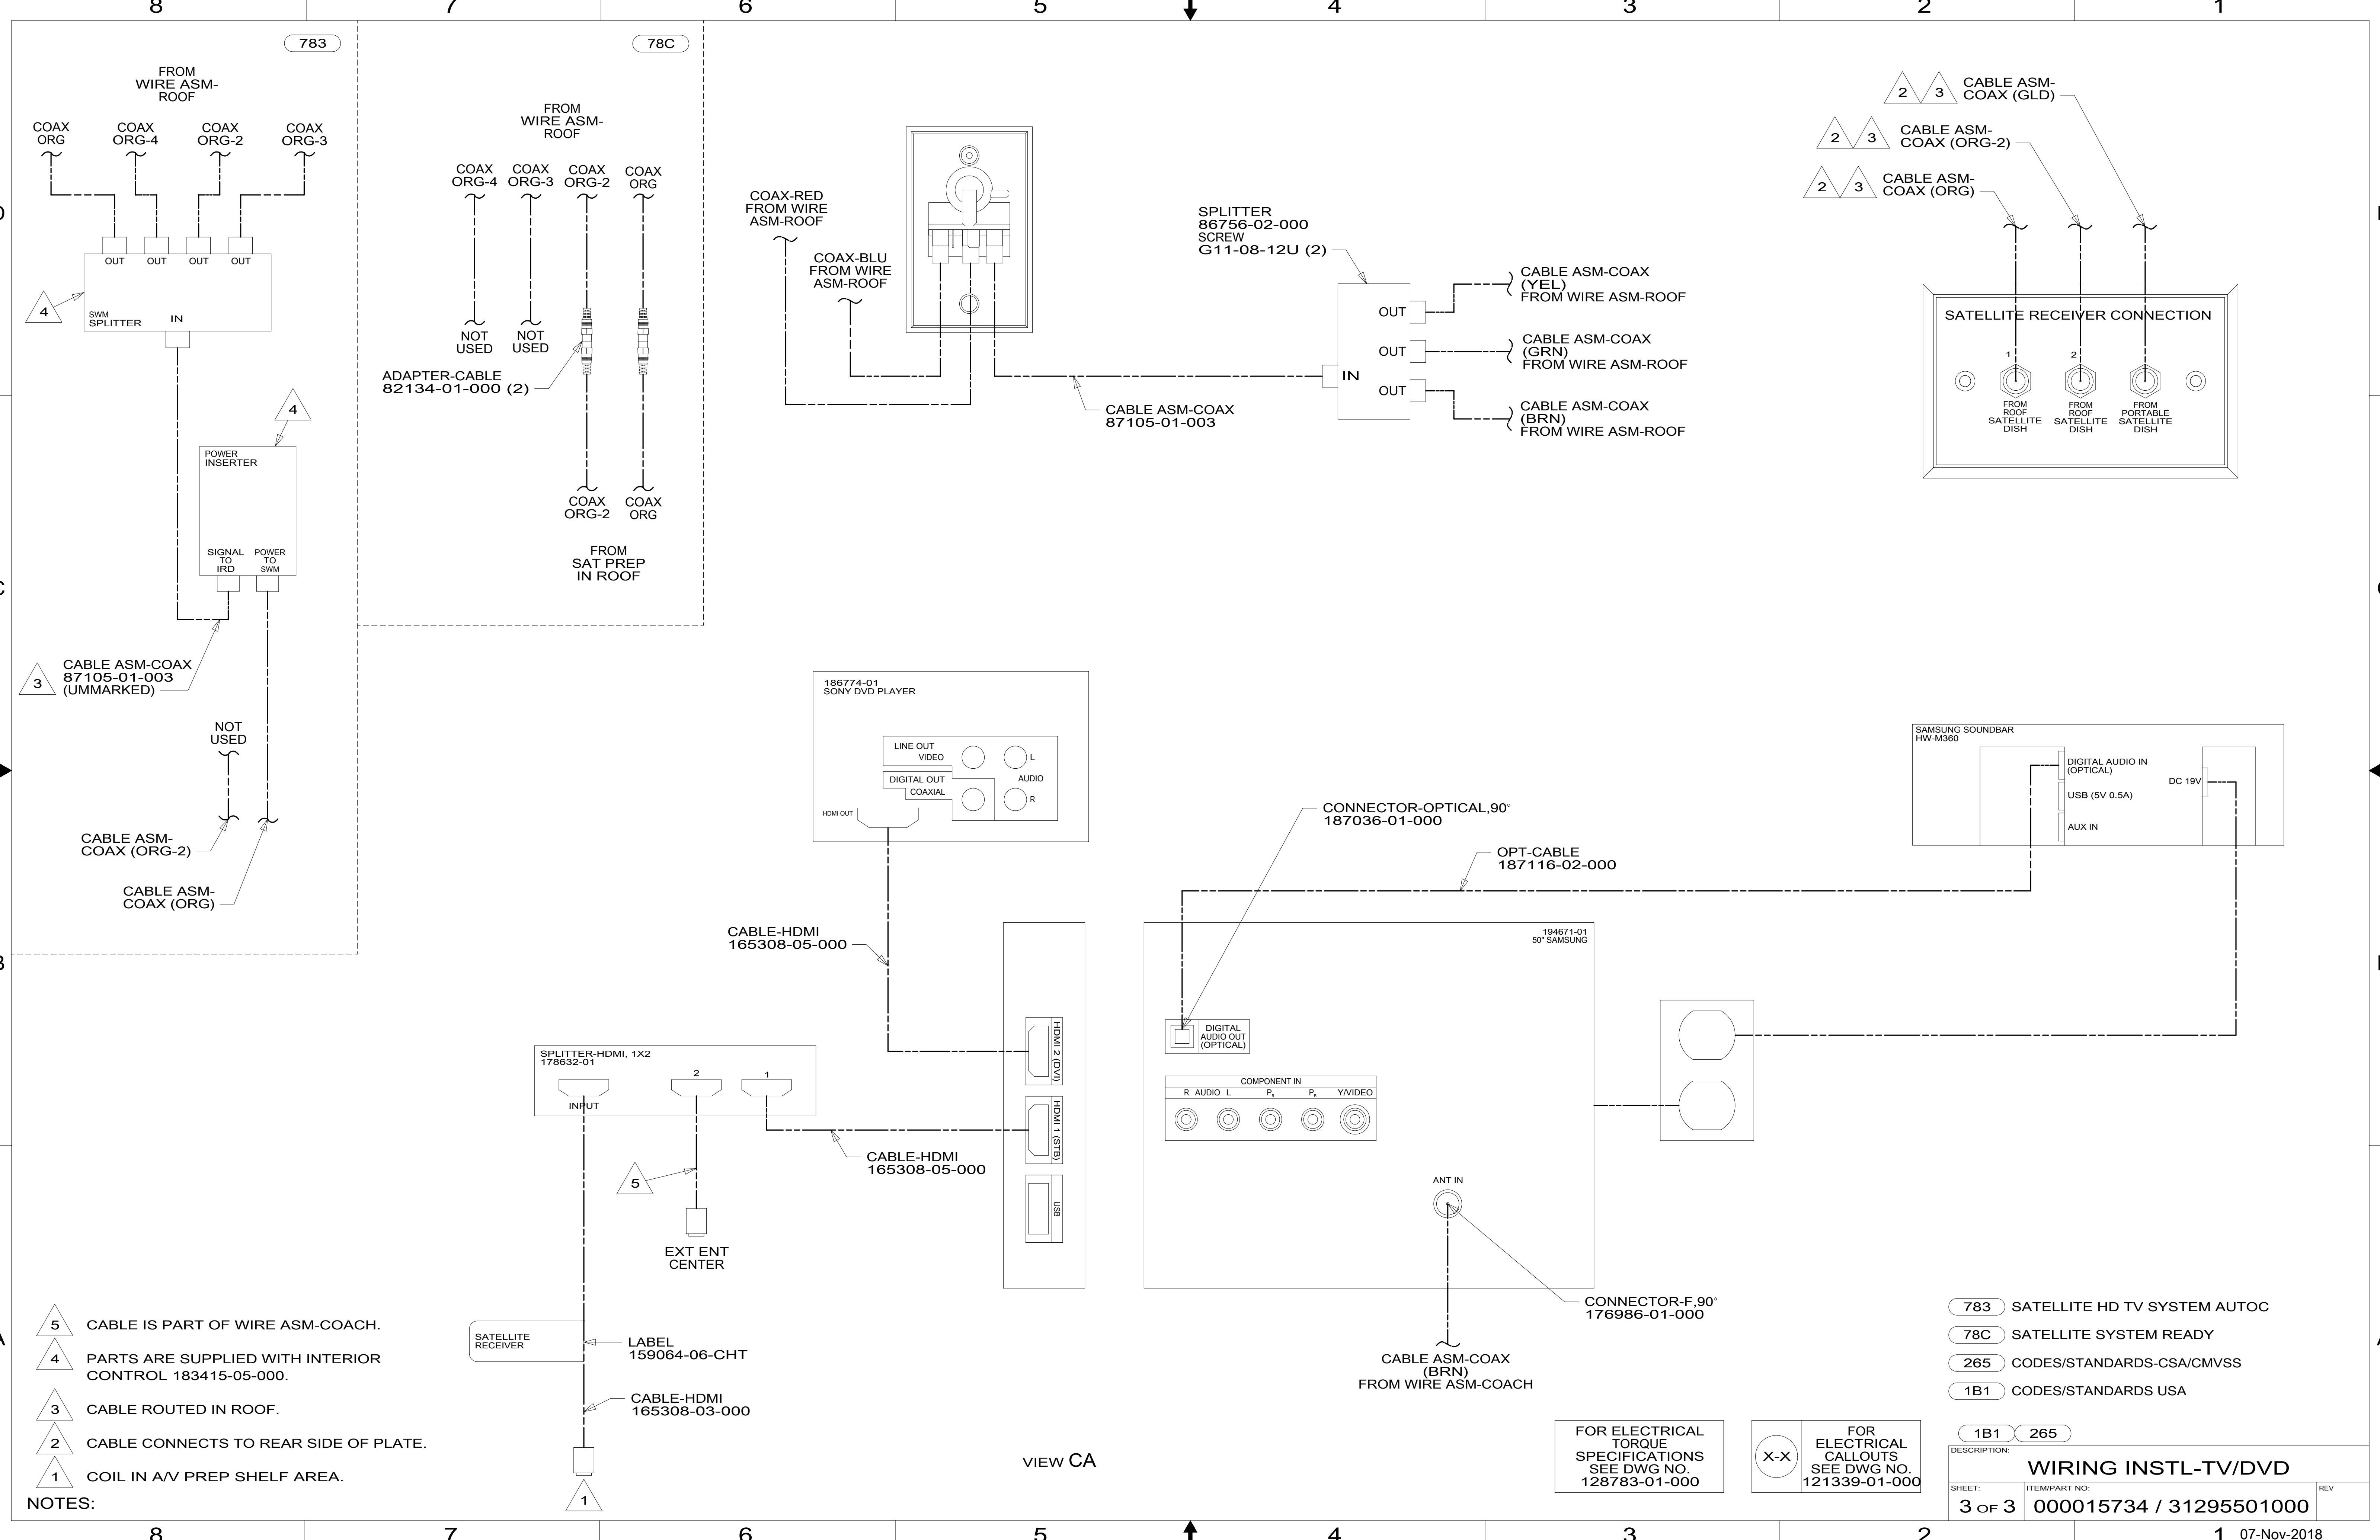 8 7 6 5 4 3 2 1
783
FROM
WIRE ASM-
ROOF
COAX
ORG
COAX
ORG-4
COAX
ORG-2
COAX
ORG-3
OUT OUT OUT OUT
4
SWM
SPLITTER
IN
4
POWER
INSERTER
SIGNAL
TO
IRD
POWER
TO
SWM
3
CABLE ASM-COAX
87105-01-003
(UMMARKED)
NOT
USED
CABLE ASM-
COAX (ORG-2)
CABLE ASM-
COAX (ORG)
78C
FROM
WIRE ASM-
ROOF
COAX
ORG-4
COAX
ORG-3
COAX
ORG-2
COAX
ORG
NOT
USED
NOT
USED
ADAPTER-CABLE
82134-01-000 (2)
COAX
ORG-2
COAX
ORG
FROM
SAT PREP
IN ROOF
COAX-RED
FROM WIRE
ASM-ROOF
COAX-BLU
FROM WIRE
ASM-ROOF
CABLE ASM-COAX
87105-01-003
SPLITTER
86756-02-000
SCREW
G11-08-12U (2)
IN
OUT
OUT
OUT
CABLE ASM-COAX
(YEL)
FROM WIRE ASM-ROOF
CABLE ASM-COAX
(GRN)
FROM WIRE ASM-ROOF
CABLE ASM-COAX
(BRN)
FROM WIRE ASM-ROOF
2 3
CABLE ASM-
COAX (GLD)
2 3
CABLE ASM-
COAX (ORG-2)
2 3
CABLE ASM-
COAX (ORG)
SATELLITE RECEIVER CONNECTION
1 2
FROM
ROOF
SATELLITE
DISH
FROM
ROOF
SATELLITE
DISH
FROM
PORTABLE
SATELLITE
DISH
186774-01
SONY DVD PLAYER
LINE OUT
VIDEO
L
DIGITAL OUT
AUDIO
COAXIAL
R
HDMI OUT
CABLE-HDMI
165308-05-000
SPLITTER-HDMI, 1X2
178632-01
2 1
INPUT
CABLE-HDMI
165308-05-000
5
EXT ENT
CENTER
HDMI 2 (DVI)
HDMI 1 (STB)
USB
SATELLITE
RECEIVER
LABEL
159064-06-CHT
CABLE-HDMI
165308-03-000
1
CONNECTOR-OPTICAL,90°
187036-01-000
OPT-CABLE
187116-02-000
SAMSUNG SOUNDBAR
HW-M360
DIGITAL AUDIO IN
(OPTICAL)
USB (5V 0.5A)
AUX IN
DC 19V
194671-01
50" SAMSUNG
DIGITAL
AUDIO OUT
(OPTICAL)
COMPONENT IN
R AUDIO L PR PB Y/VIDEO
ANT IN
CONNECTOR-F,90°
176986-01-000
CABLE ASM-COAX
(BRN)
FROM WIRE ASM-COACH
5 CABLE IS PART OF WIRE ASM-COACH.
4 PARTS ARE SUPPLIED WITH INTERIOR
CONTROL 183415-05-000.
3 CABLE ROUTED IN ROOF.
2 CABLE CONNECTS TO REAR SIDE OF PLATE.
1 COIL IN A/V PREP SHELF AREA.
NOTES:
VIEW CA
FOR ELECTRICAL
TORQUE
SPECIFICATIONS
SEE DWG NO.
128783-01-000
X-X
FOR
ELECTRICAL
CALLOUTS
SEE DWG NO.
121339-01-000
783 SATELLITE HD TV SYSTEM AUTOC
78C SATELLITE SYSTEM READY
265 CODES/STANDARDS-CSA/CMVSS
1B1 CODES/STANDARDS USA
1B1 265
DESCRIPTION:
WIRING INSTL-TV/DVD
SHEET:
3 OF 3
ITEM/PART NO:
000015734 / 31295501000
REV
8 7 6 5 4 3 2 1
07-Nov-2018